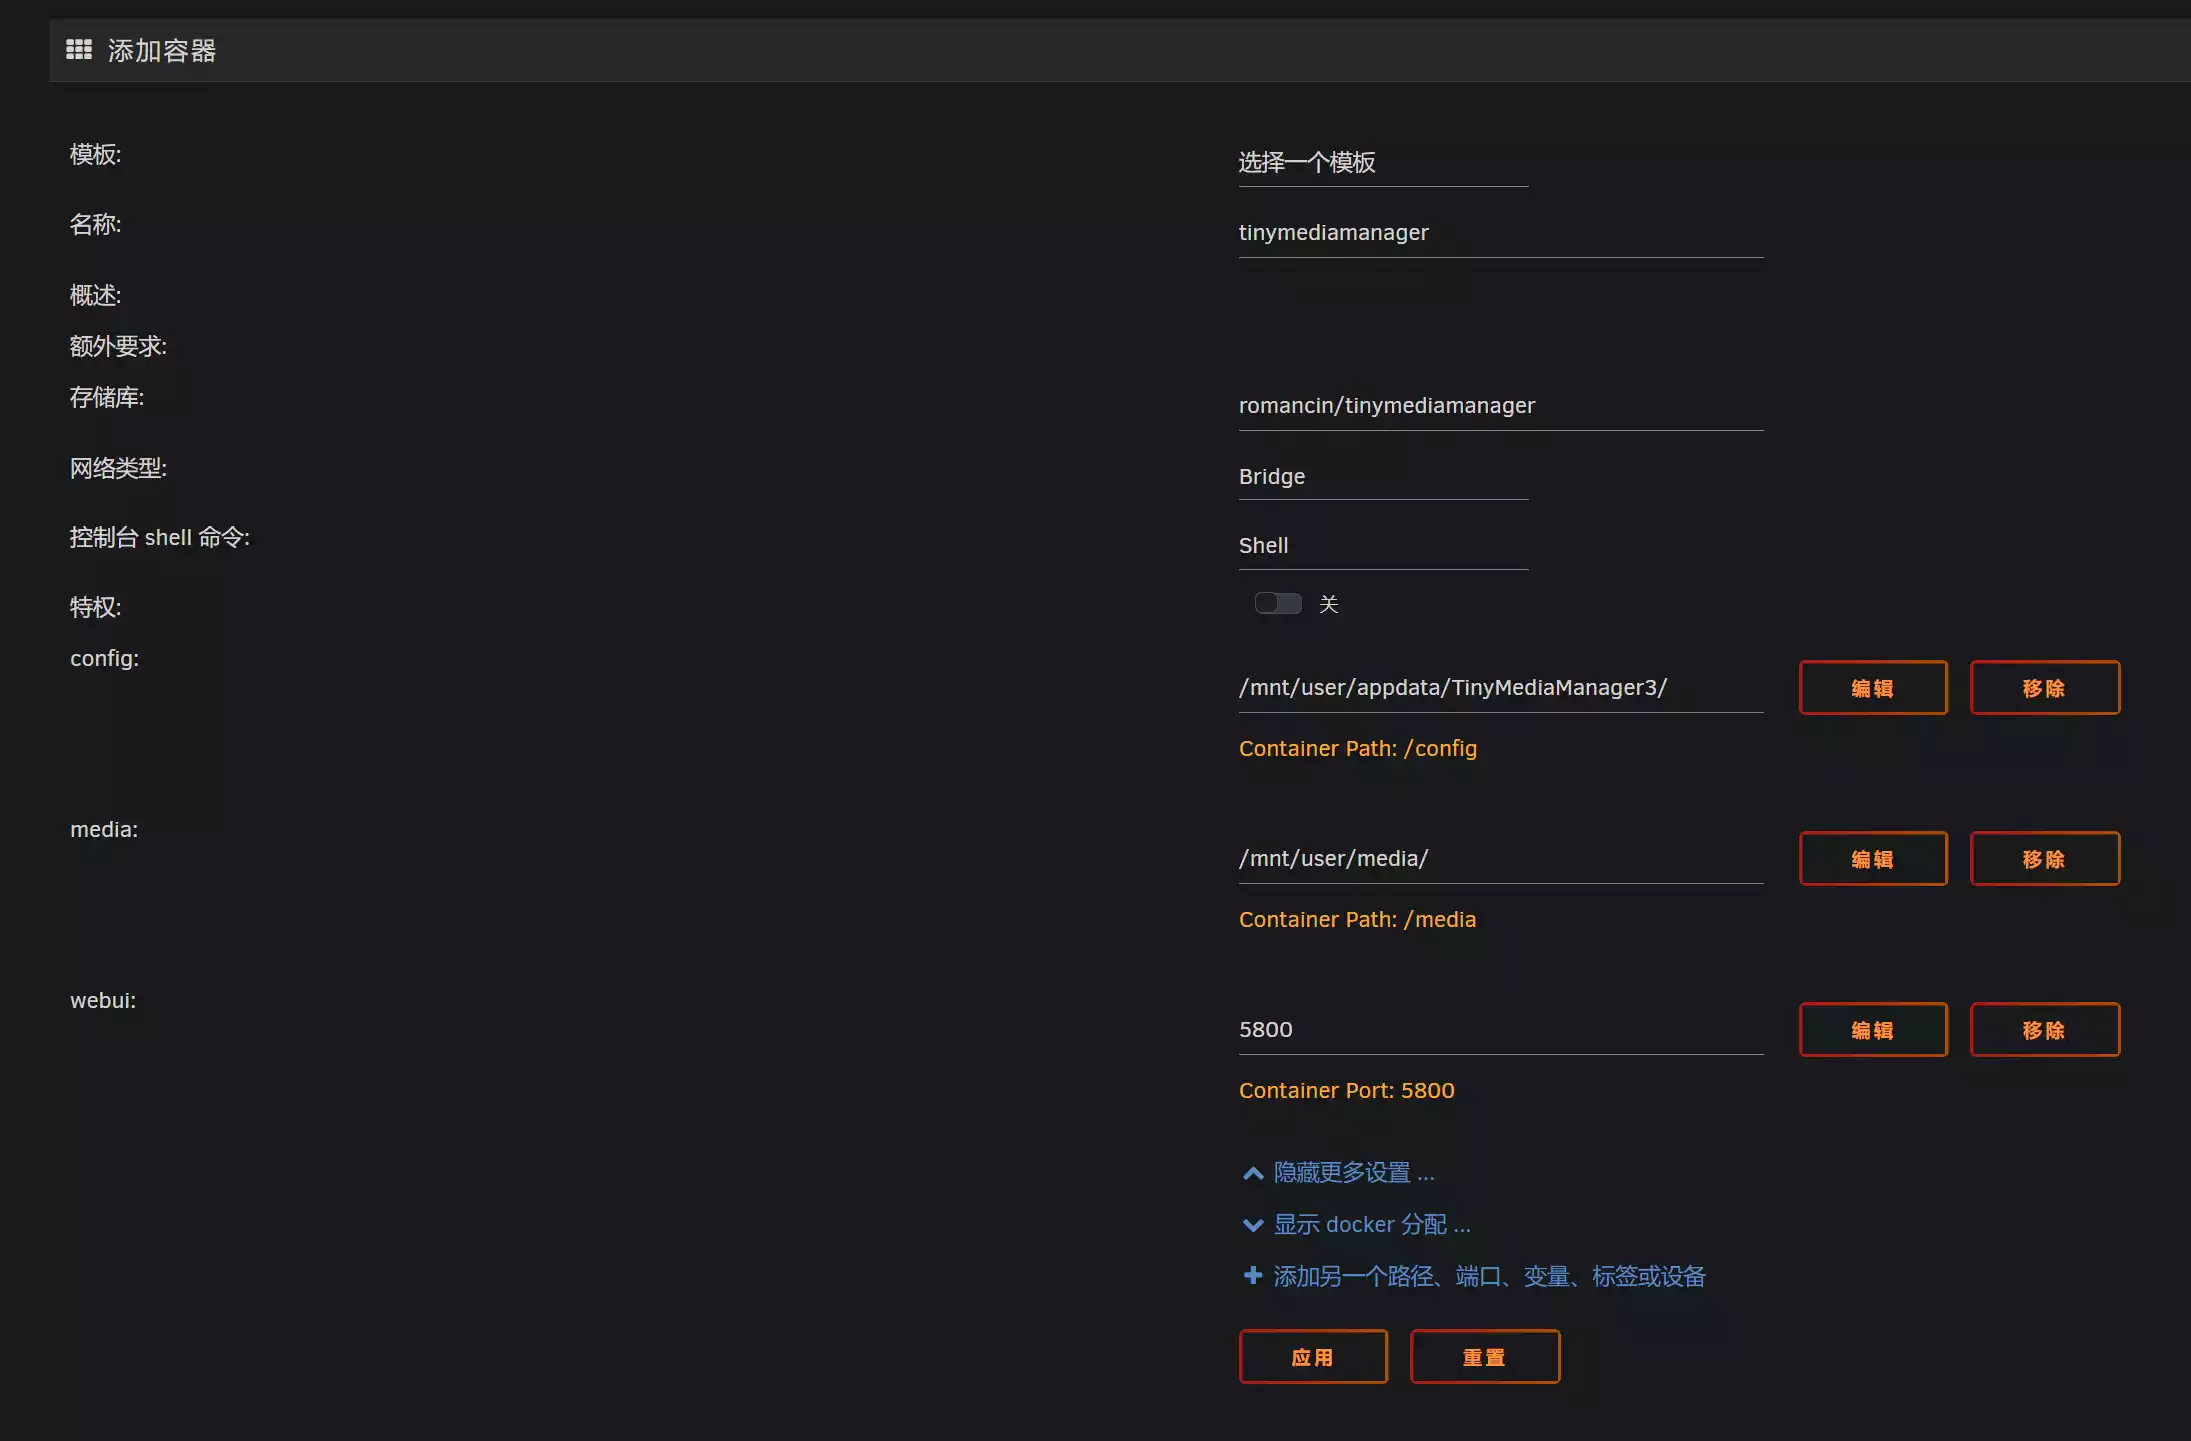 添加容器
模板:
选择一个模板
名称:
tinymediamanager
概述:
额外要求:
存储库:
romancin/tinymediamanager
网络类型:
Bridge
控制台 shell 命令:
Shell
特权:
关
config:
/mnt/user/appdata/TinyMediaManager3/
编辑
移除
Container Path: /config
media:
/mnt/user/media/
编辑
移除
Container Path: /media
webui:
5800
编辑
移除
Container Port: 5800
隐藏更多设置 ...
显示 docker 分配 ...
添加另一个路径、端口、变量、标签或设备
应用
重置